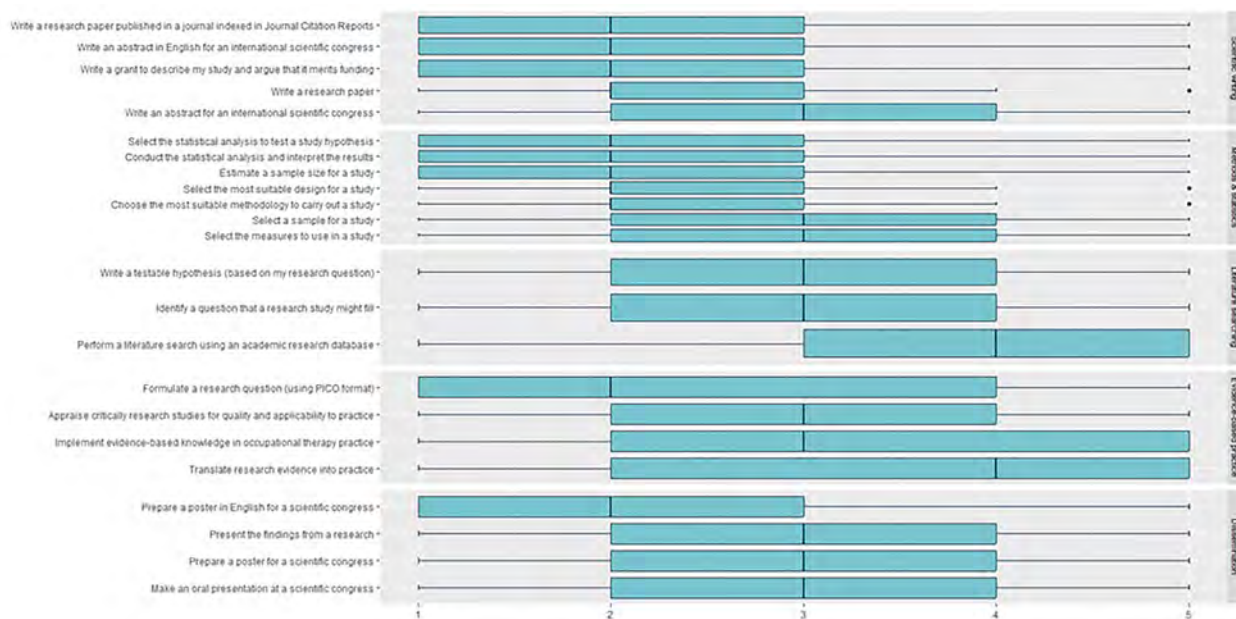 Write a research paper published in a journal indexed in Journal Citation Reports
Write an abstract in English for an international scientific congress
Write a grant to describe my study and argue that it merits funding
Write a research paper
Write an abstract for an international scientific congress
Scientific writing
Select the statistical analysis to test a study hypothesis
Conduct the statistical analysis and interpret the results
Estimate a sample size for a study
Select the most suitable design for a study
Choose the most suitable methodology to carry out a study
Select a sample for a study
Select the measures to use in a study
Methods & statistics
Write a testable hypothesis (based on my research question)
Identify a question that a research study might fill
Perform a literature search using an academic research database
Literature searching
Formulate a research question (using PICO format)
Appraise critically research studies for quality and applicability to practice
Implement evidence-based knowledge in occupational therapy practice
Translate research evidence into practice
Evidence-based practice
Prepare a poster in English for a scientific congress
Present the findings from a research
Prepare a poster for a scientific congress
Make an oral presentation at a scientific congress
Dissemination
1 2 3 4 5